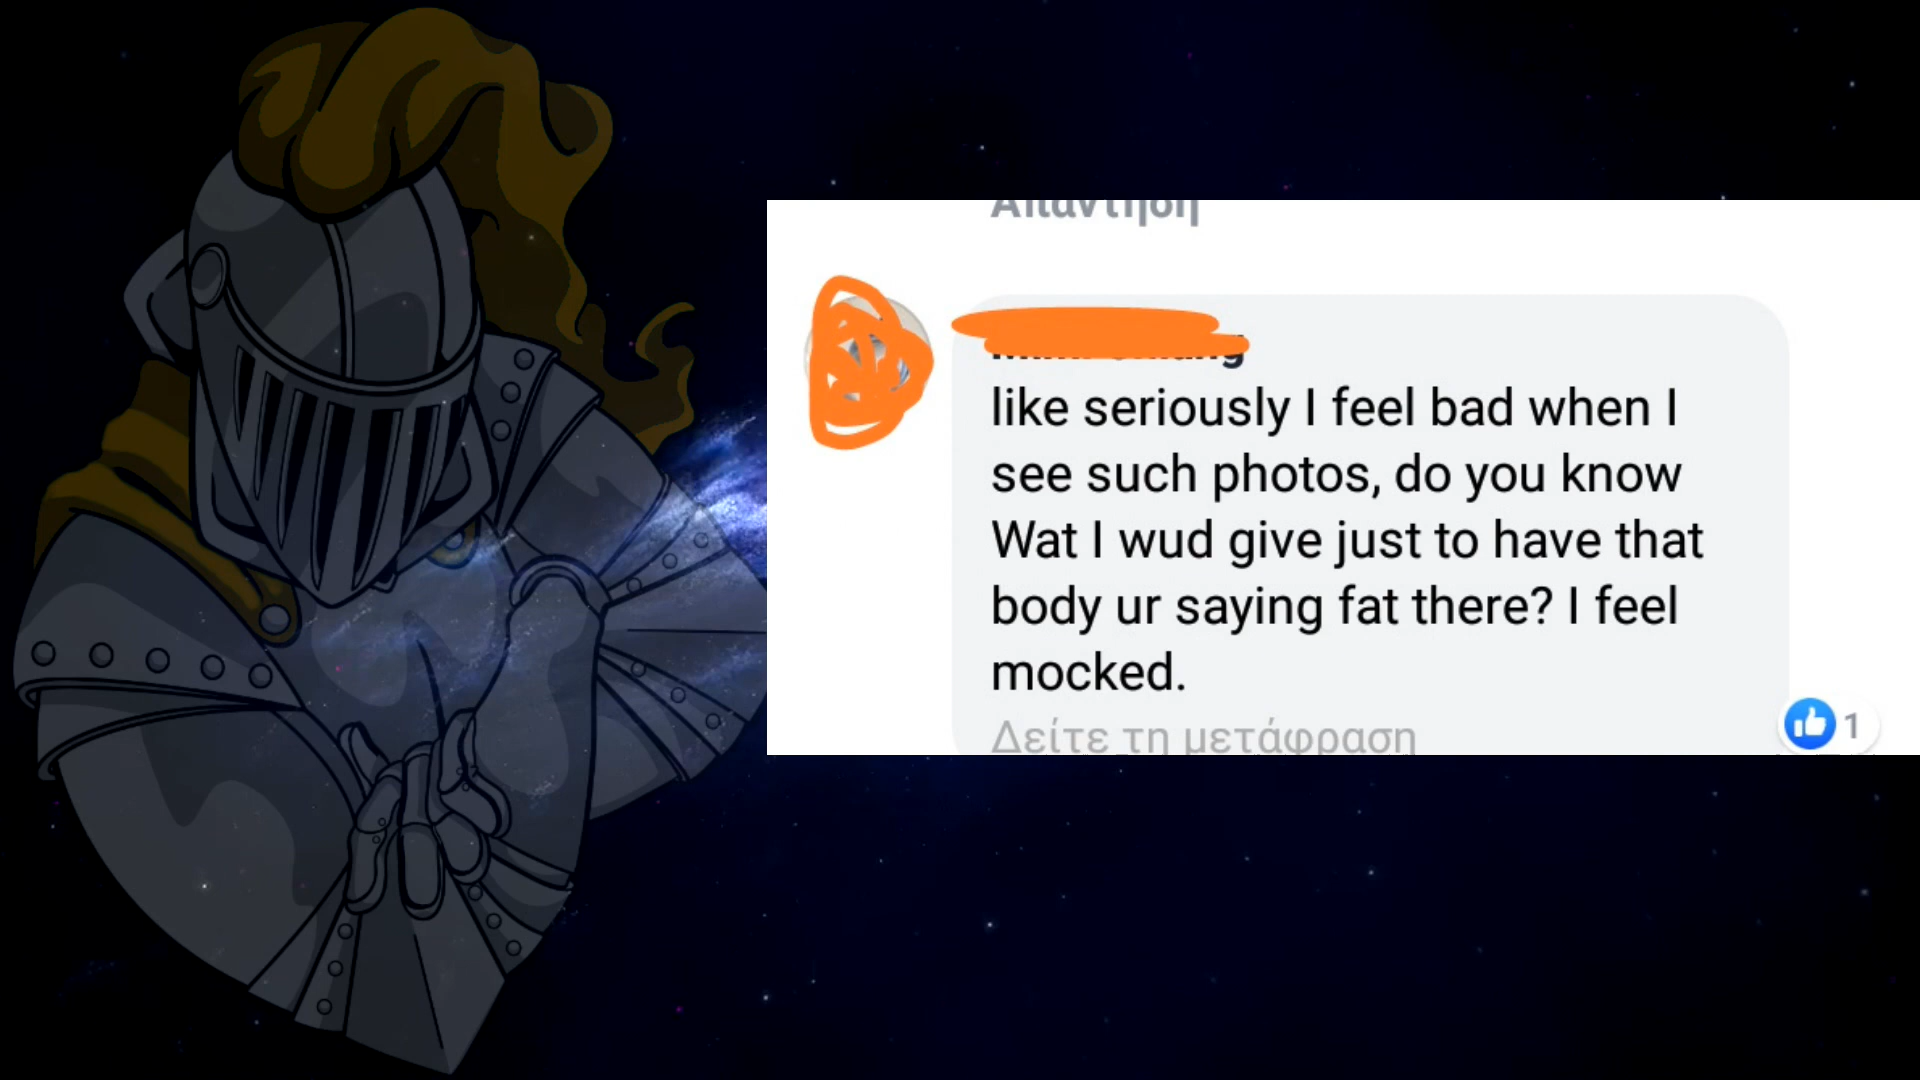 Απάντηση
like seriously I feel bad when I
see such photos, do you know
Wat I wud give just to have that
body ur saying fat there? I feel
mocked.
Δείτε τη μετάφραση
1